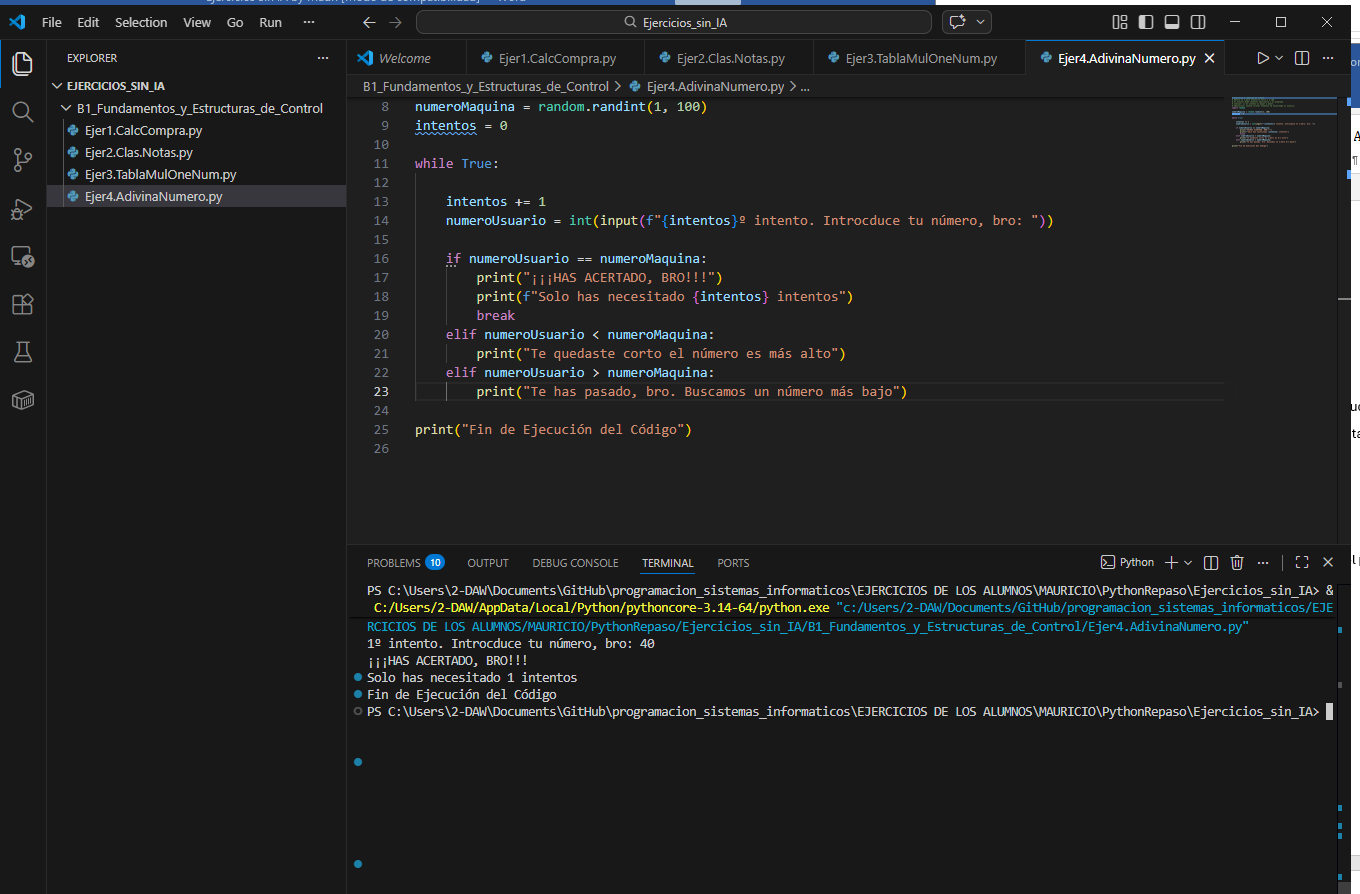 File Edit Selection View Go Run ··· Ejercicios_sin_IA
EXPLORER ···
EJERCICIOS_SIN_IA
B1_Fundamentos_y_Estructuras_de_Control
Ejer1.CalcCompra.py
Ejer2.Clas.Notas.py
Ejer3.TablaMulOneNum.py
Ejer4.AdivinaNumero.py
Welcome Ejer1.CalcCompra.py Ejer2.Clas.Notas.py Ejer3.TablaMulOneNum.py Ejer4.AdivinaNumero.py
B1_Fundamentos_y_Estructuras_de_Control > Ejer4.AdivinaNumero.py > ...
8 numeroMaquina = random.randint(1, 100)
9 intentos = 0
10
11 while True:
12
13 intentos += 1
14 numeroUsuario = int(input(f"{intentos}º intento. Introcduce tu número, bro: "))
15
16 if numeroUsuario == numeroMaquina:
17 print("¡¡¡HAS ACERTADO, BRO!!!")
18 print(f"Solo has necesitado {intentos} intentos")
19 break
20 elif numeroUsuario < numeroMaquina:
21 print("Te quedaste corto el número es más alto")
22 elif numeroUsuario > numeroMaquina:
23 print("Te has pasado, bro. Buscamos un número más bajo")
24
25 print("Fin de Ejecución del Código")
26
PROBLEMS 10 OUTPUT DEBUG CONSOLE TERMINAL PORTS Python
PS C:\Users\2-DAW\Documents\GitHub\programacion_sistemas_informaticos\EJERCICIOS DE LOS ALUMNOS\MAURICIO\PythonRepaso\Ejercicios_sin_IA> &
C:/Users/2-DAW/AppData/Local/Python/pythoncore-3.14-64/python.exe "c:/Users/2-DAW/Documents/GitHub/programacion_sistemas_informaticos/EJE
RCICIOS DE LOS ALUMNOS/MAURICIO/PythonRepaso/Ejercicios_sin_IA/B1_Fundamentos_y_Estructuras_de_Control/Ejer4.AdivinaNumero.py"
1º intento. Introcduce tu número, bro: 40
¡¡¡HAS ACERTADO, BRO!!!
Solo has necesitado 1 intentos
Fin de Ejecución del Código
PS C:\Users\2-DAW\Documents\GitHub\programacion_sistemas_informaticos\EJERCICIOS DE LOS ALUMNOS\MAURICIO\PythonRepaso\Ejercicios_sin_IA>